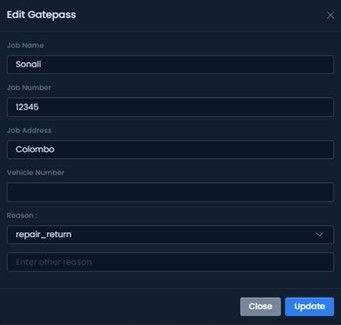 Edit Gatepass
Job Name
Sonali
Job Number
12345
Job Address
Colombo
Vehicle Number
Reason :
repair_return
Enter other reason
Close Update